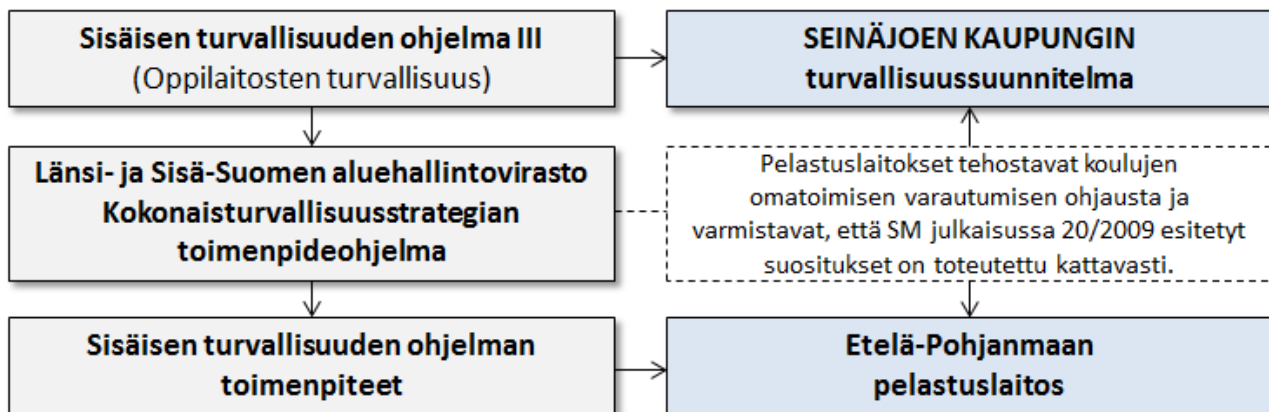 Sisäisen turvallisuuden ohjelma III
(Oppilaitosten turvallisuus)
SEINÄJOEN KAUPUNGIN
turvallisuussuunnitelma
Länsi- ja Sisä-Suomen aluehallintovirasto
Kokonaisturvallisuusstrategian
toimenpideohjelma
Pelastuslaitokset tehostavat koulujen
omatoimisen varautumisen ohjausta ja
varmistavat, että SM julkaisussa 20/2009 esitetyt
suositukset on toteutettu kattavasti.
Sisäisen turvallisuuden ohjelman
toimenpiteet
Etelä-Pohjanmaan
pelastuslaitos